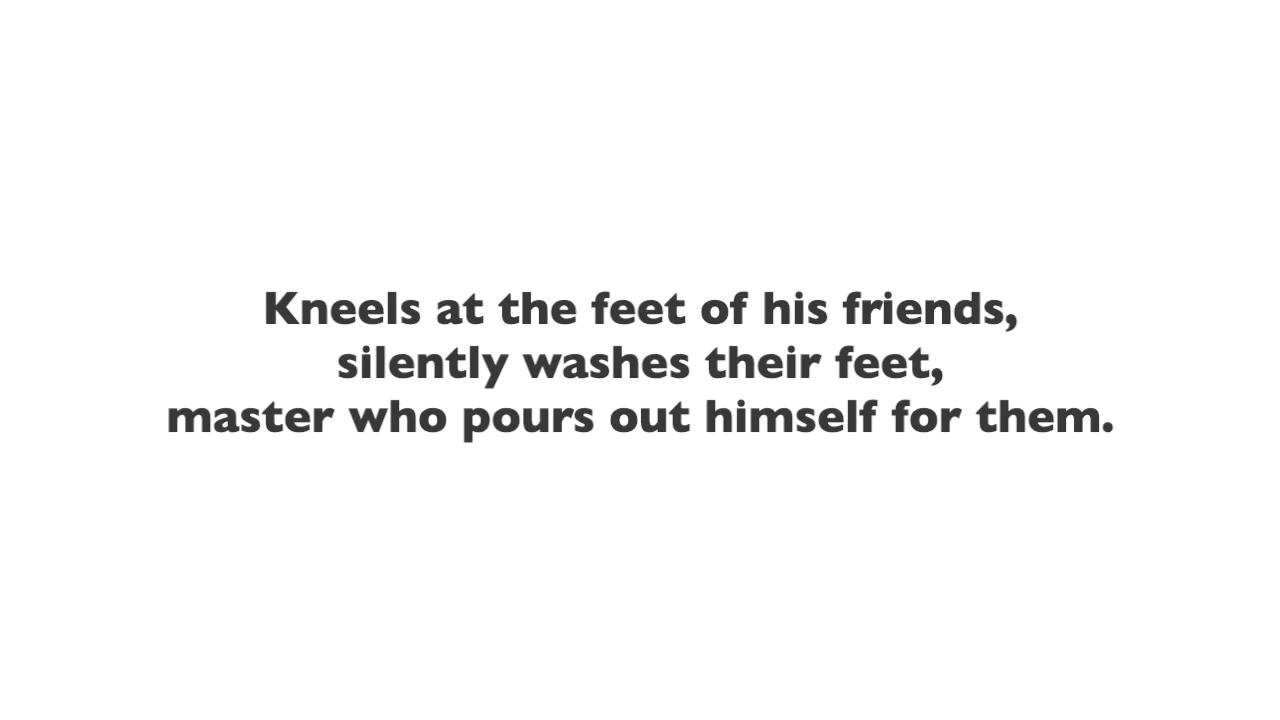 Kneels at the feet of his friends,
silently washes their feet,
master who pours out himself for them.